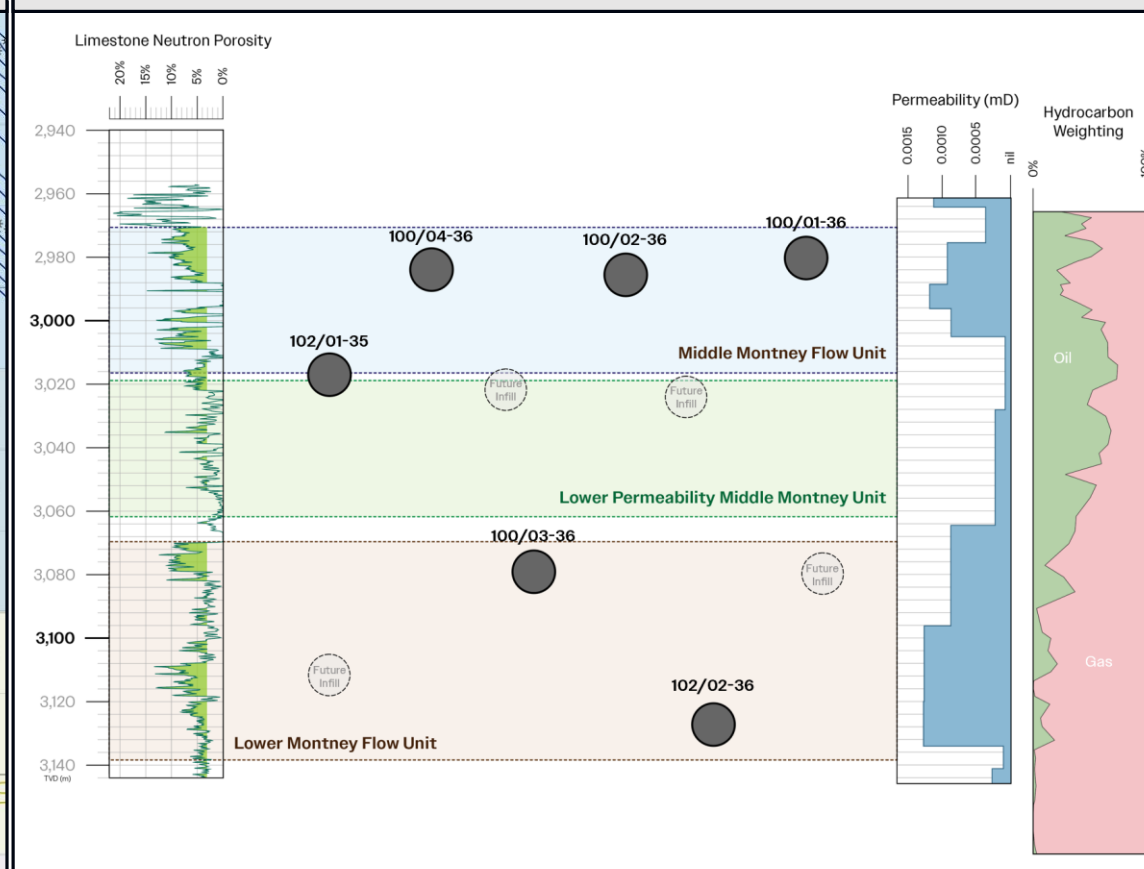 Limestone Neutron Porosity
20%
15%
10%
5%
0%
Permeability (mD)
0.0015
0.0010
0.0005
nil
Hydrocarbon
Weighting
0%
100%
2,940
2,960
2,980
3,000
3,020
3,040
3,060
3,080
3,100
3,120
3,140
TVD (m)
100/04-36
100/02-36
100/01-36
102/01-35
Middle Montney Flow Unit
Future
Infill
Future
Infill
Lower Permeability Middle Montney Unit
100/03-36
Future
Infill
Future
Infill
102/02-36
Lower Montney Flow Unit
Oil
Gas